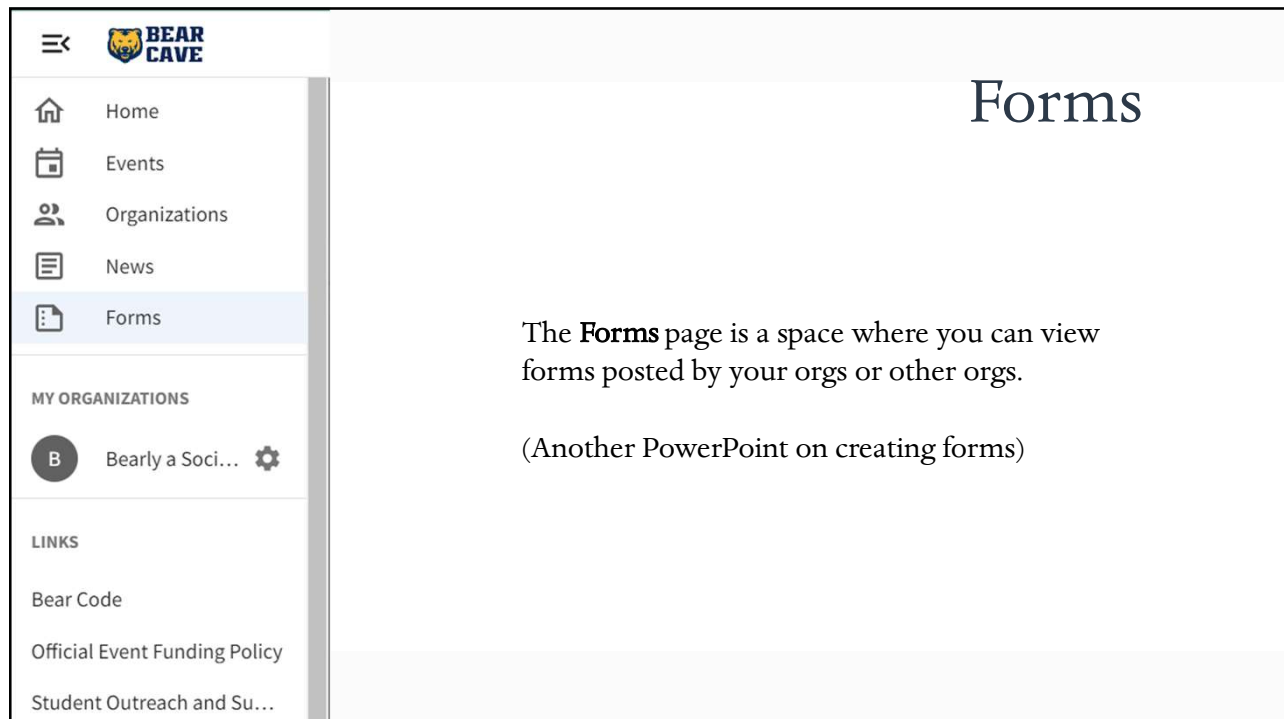 BEAR
CAVE
Home
Events
Organizations
News
Forms
MY ORGANIZATIONS
B
Bearly a Soci...
LINKS
Bear Code
Official Event Funding Policy
Student Outreach and Su...
Forms
The Forms page is a space where you can view
forms posted by your orgs or other orgs.
(Another PowerPoint on creating forms)